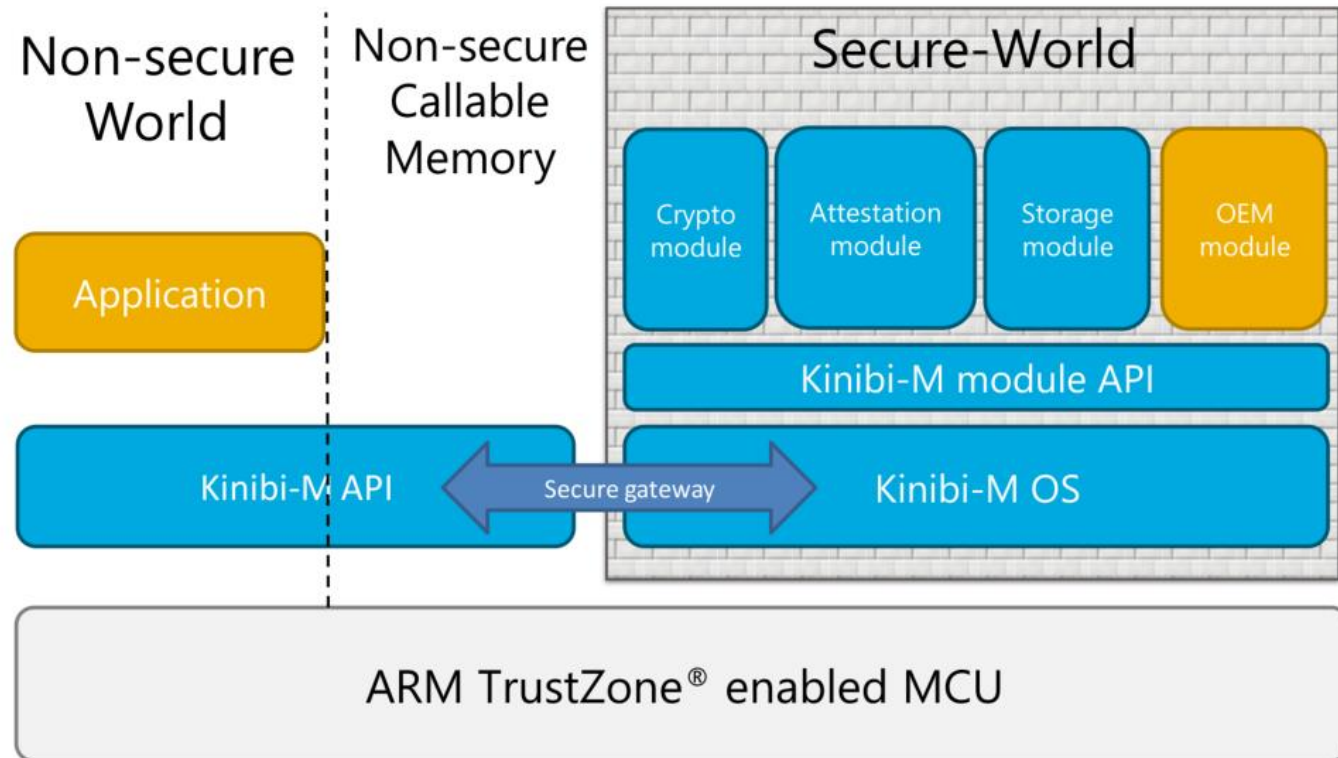 Non-secure
World
Non-secure
Callable
Memory
Secure-World
Crypto
module
Attestation
module
Storage
module
OEM
module
Application
Kinibi-M module API
Kinibi-M API
Secure gateway
Kinibi-M OS
ARM TrustZone® enabled MCU